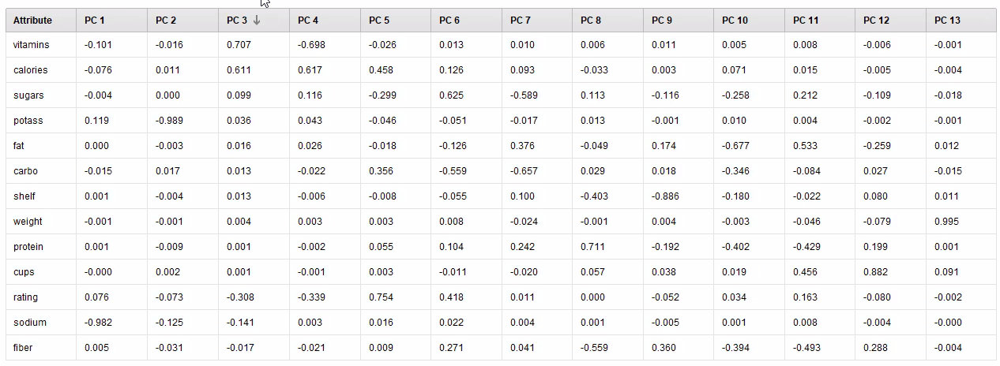 Attribute PC 1 PC 2 PC 3 ↓ PC 4 PC 5 PC 6 PC 7 PC 8 PC 9 PC 10 PC 11 PC 12 PC 13
vitamins -0.101 -0.016 0.707 -0.698 -0.026 0.013 0.010 0.006 0.011 0.005 0.008 -0.006 -0.001
calories -0.076 0.011 0.611 0.617 0.458 0.126 0.093 -0.033 0.003 0.071 0.015 -0.005 -0.004
sugars -0.004 0.000 0.099 0.116 -0.299 0.625 -0.589 0.113 -0.116 -0.258 0.212 -0.109 -0.018
potass 0.119 -0.989 0.036 0.043 -0.046 -0.051 -0.017 0.013 -0.001 0.010 0.004 -0.002 -0.001
fat 0.000 -0.003 0.016 0.026 -0.018 -0.126 0.376 -0.049 0.174 -0.677 0.533 -0.259 0.012
carbo -0.015 0.017 0.013 -0.022 0.356 -0.559 -0.657 0.029 0.018 -0.346 -0.084 0.027 -0.015
shelf 0.001 -0.004 0.013 -0.006 -0.008 -0.055 0.100 -0.403 -0.886 -0.180 -0.022 0.080 0.011
weight -0.001 -0.001 0.004 0.003 0.003 0.008 -0.024 -0.001 0.004 -0.003 -0.046 -0.079 0.995
protein 0.001 -0.009 0.001 -0.002 0.055 0.104 0.242 0.711 -0.192 -0.402 -0.429 0.199 0.001
cups -0.000 0.002 0.001 -0.001 0.003 -0.011 -0.020 0.057 0.038 0.019 0.456 0.882 0.091
rating 0.076 -0.073 -0.308 -0.339 0.754 0.418 0.011 0.000 -0.052 0.034 0.163 -0.080 -0.002
sodium -0.982 -0.125 -0.141 0.003 0.016 0.022 0.004 0.001 -0.005 0.001 0.008 -0.004 -0.000
fiber 0.005 -0.031 -0.017 -0.021 0.009 0.271 0.041 -0.559 0.360 -0.394 -0.493 0.288 -0.004